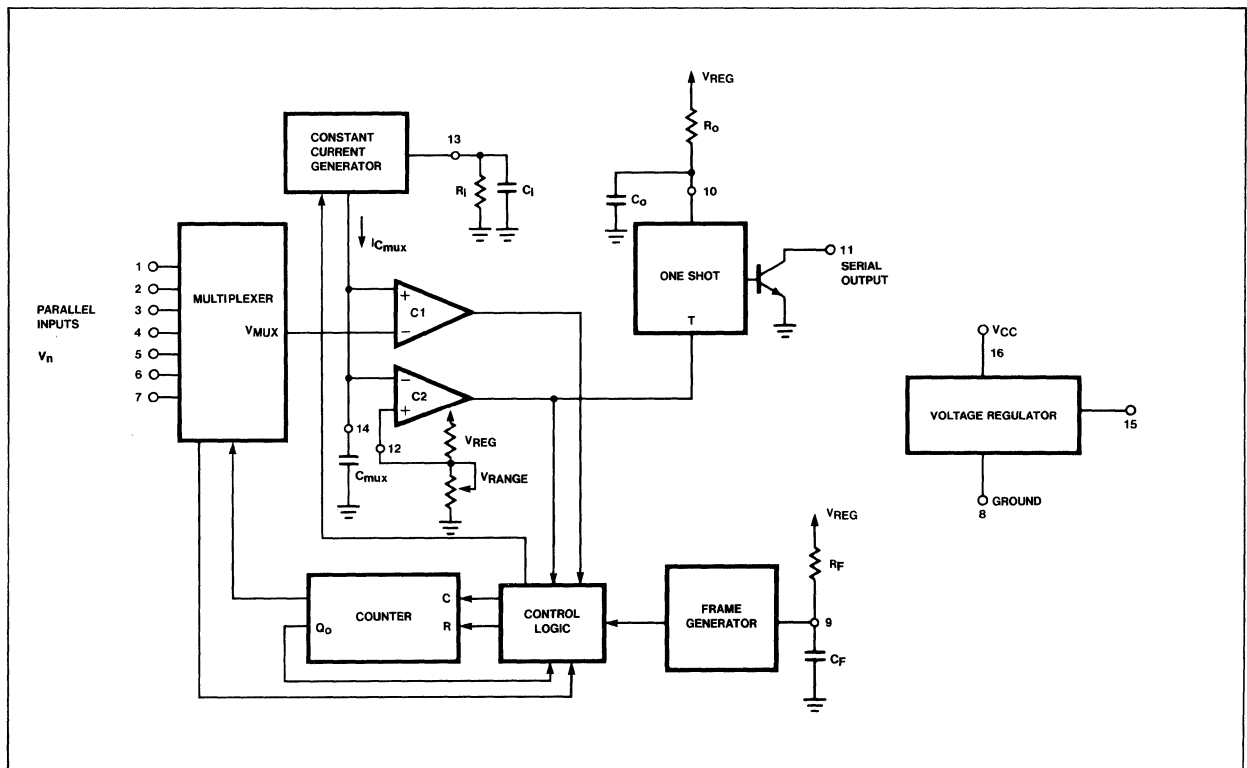 VREG
Ro
CONSTANT
CURRENT
GENERATOR
13
Ri
Ci
Co
10
iCmux
MULTIPLEXER
PARALLEL
INPUTS
Vn
1
2
3
4
5
6
7
VMUX
+
−
C1
−
+
C2
14
12
Cmux
VREG
VRANGE
ONE SHOT
T
11
SERIAL
OUTPUT
VCC
16
VOLTAGE REGULATOR
15
GROUND
8
COUNTER
Qo
C
R
CONTROL
LOGIC
FRAME
GENERATOR
VREG
RF
9
CF